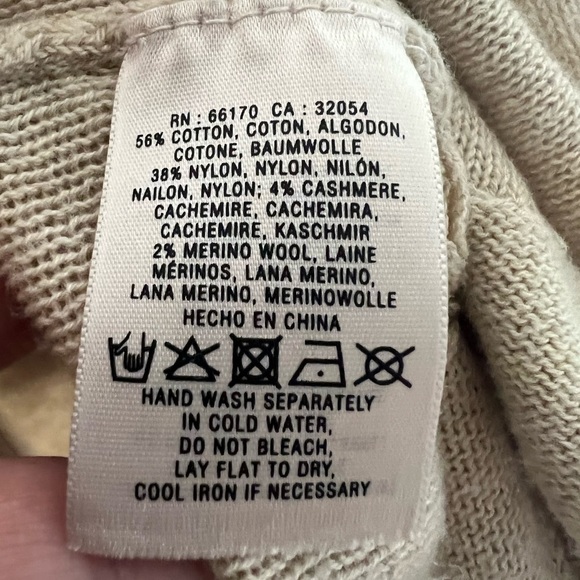 RN : 66170 CA : 32054
56% COTTON, COTON, ALGODON,
COTONE, BAUMWOLLE
38% NYLON, NYLON, NILÓN,
NAILON, NYLON; 4% CASHMERE,
CACHEMIRE, CACHEMIRA,
CACHEMIRE, KASCHMIR
2% MERINO WOOL, LAINE
MÉRINOS, LANA MERINO,
LANA MERINO, MERINOWOLLE
HECHO EN CHINA
HAND WASH SEPARATELY
IN COLD WATER,
DO NOT BLEACH,
LAY FLAT TO DRY,
COOL IRON IF NECESSARY